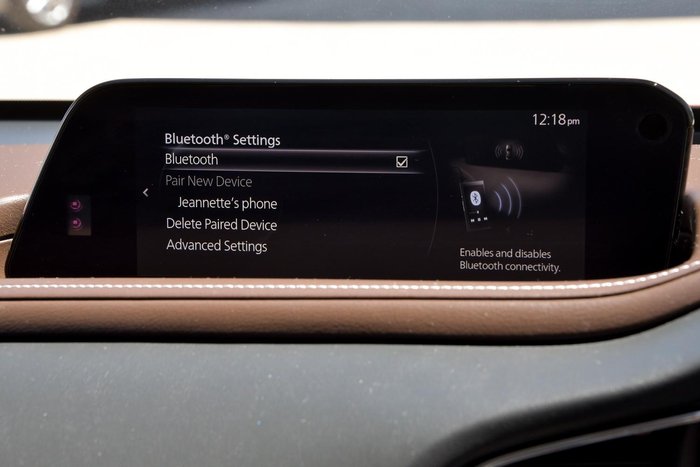 12:18pm
Bluetooth® Settings
Bluetooth
Pair New Device
Jeannette's phone
Delete Paired Device
Advanced Settings
Enables and disables
Bluetooth connectivity.